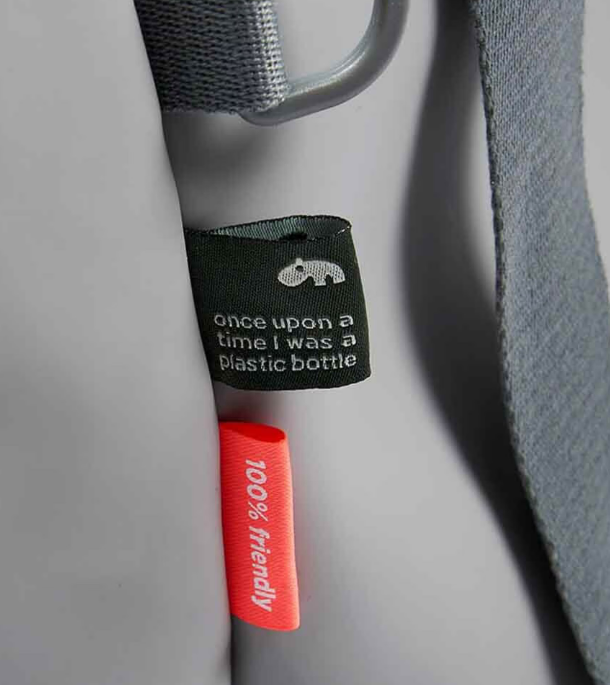 once upon a
time I was a
plastic bottle
100% friendly